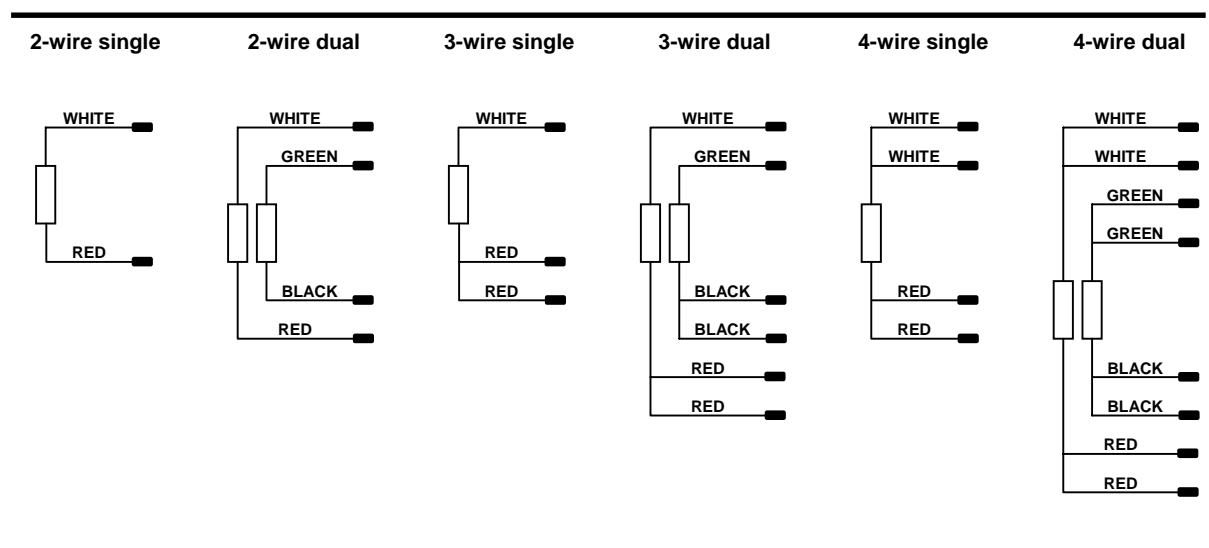 2-wire single 2-wire dual 3-wire single 3-wire dual 4-wire single 4-wire dual
WHITE WHITE WHITE WHITE WHITE WHITE
GREEN GREEN WHITE WHITE
GREEN
GREEN
RED RED
BLACK RED BLACK RED
RED BLACK RED
RED BLACK
RED BLACK
RED
RED